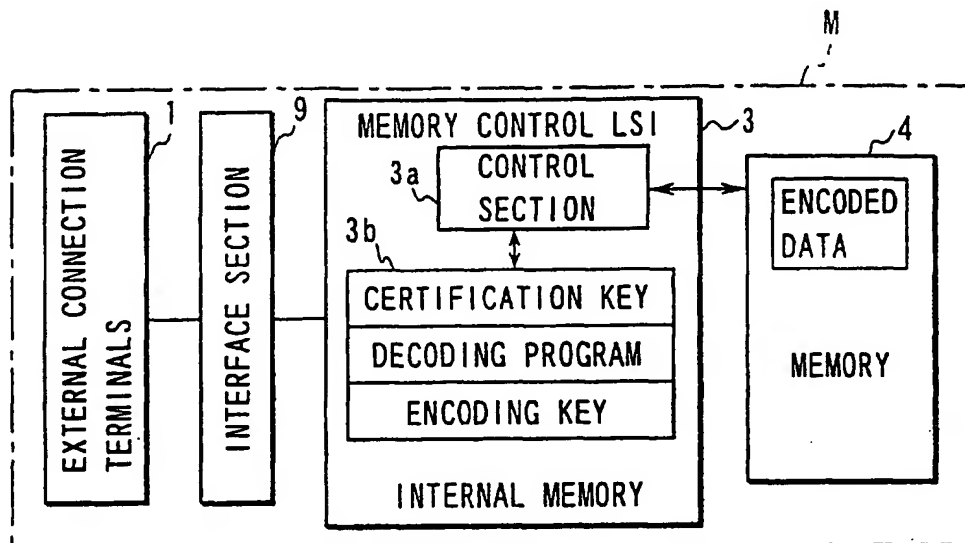 M
1
EXTERNAL CONNECTION
TERMINALS
9
INTERFACE SECTION
MEMORY CONTROL LSI
3
3a
CONTROL
SECTION
3b
CERTIFICATION KEY
DECODING PROGRAM
ENCODING KEY
INTERNAL MEMORY
4
ENCODED
DATA
MEMORY